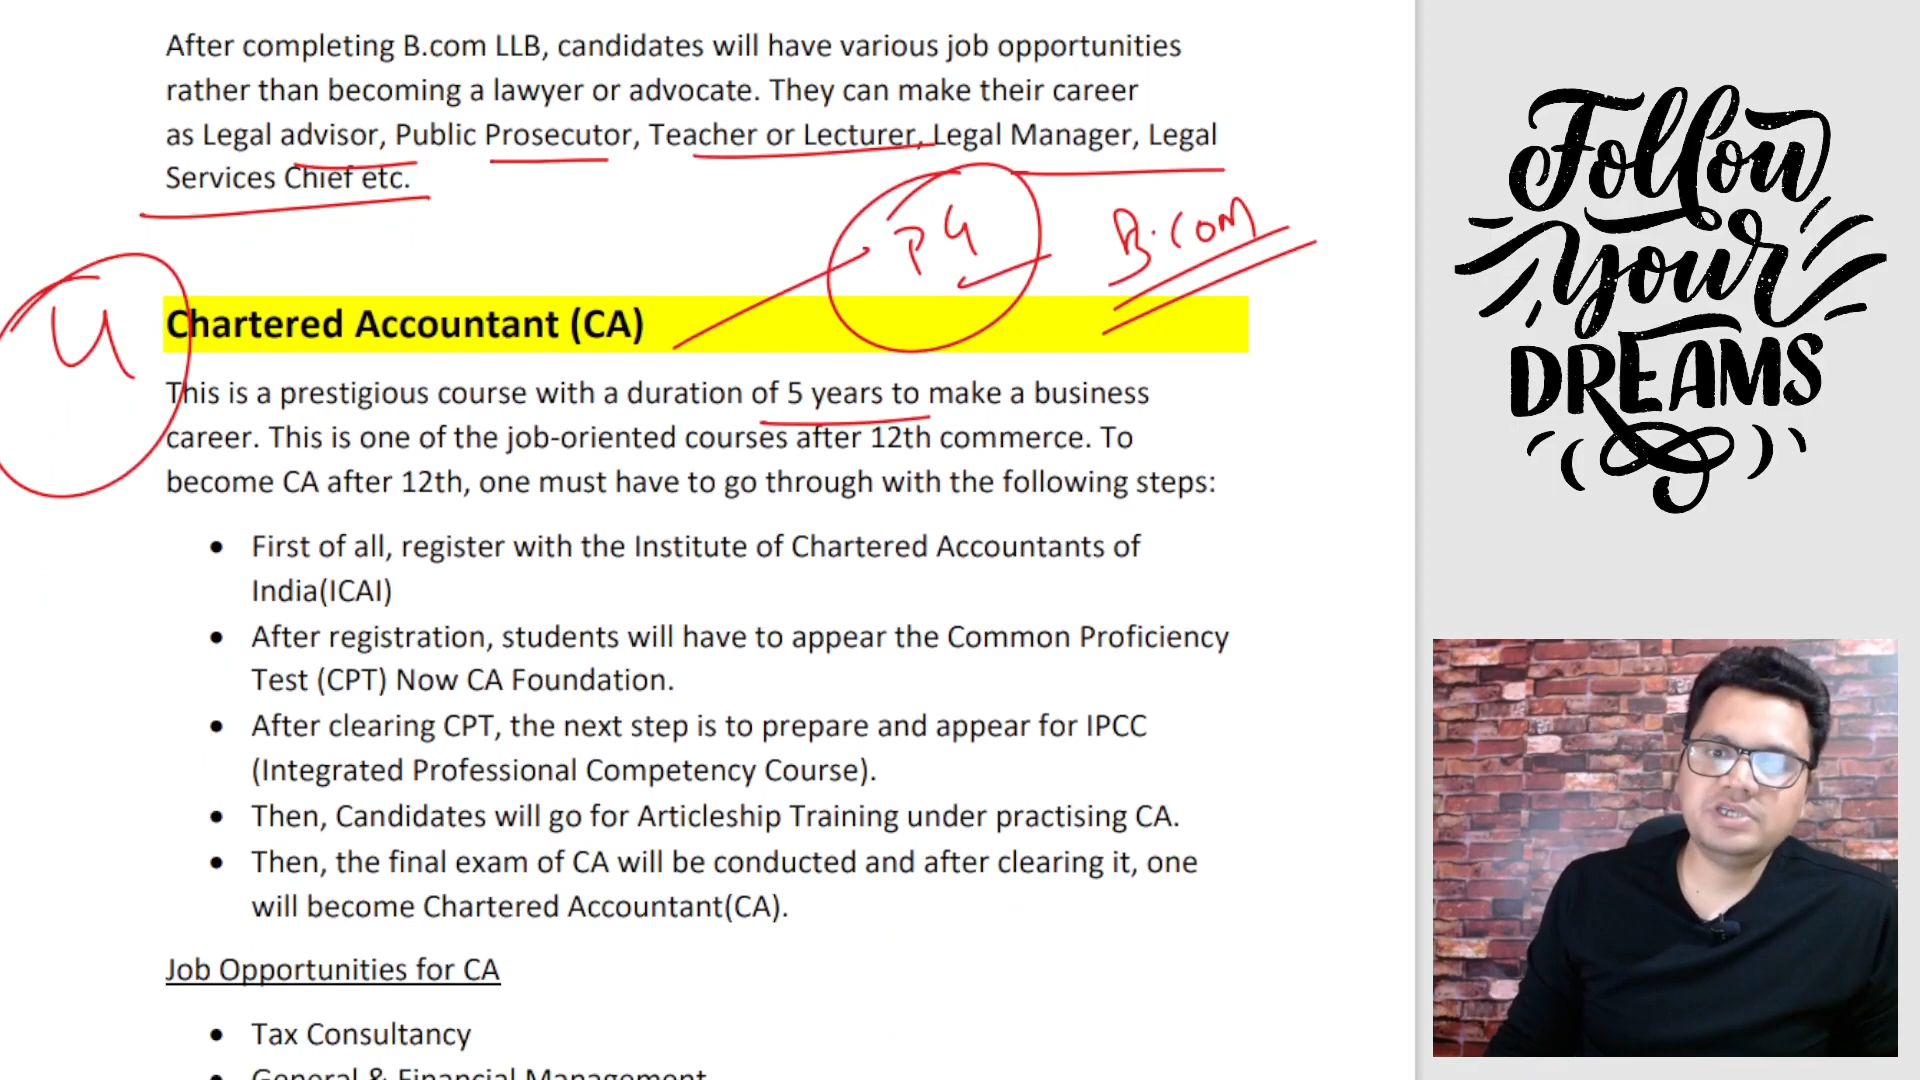 After completing B.com LLB, candidates will have various job opportunities
rather than becoming a lawyer or advocate. They can make their career
as Legal advisor, Public Prosecutor, Teacher or Lecturer, Legal Manager, Legal
Services Chief etc.
PG
B.COM
4
Chartered Accountant (CA)
This is a prestigious course with a duration of 5 years to make a business
career. This is one of the job-oriented courses after 12th commerce. To
become CA after 12th, one must have to go through with the following steps:
• First of all, register with the Institute of Chartered Accountants of
India(ICAI)
• After registration, students will have to appear the Common Proficiency
Test (CPT) Now CA Foundation.
• After clearing CPT, the next step is to prepare and appear for IPCC
(Integrated Professional Competency Course).
• Then, Candidates will go for Articleship Training under practising CA.
• Then, the final exam of CA will be conducted and after clearing it, one
will become Chartered Accountant(CA).
Job Opportunities for CA
• Tax Consultancy
• General & Financial Management
Follow
Your
DREAMS